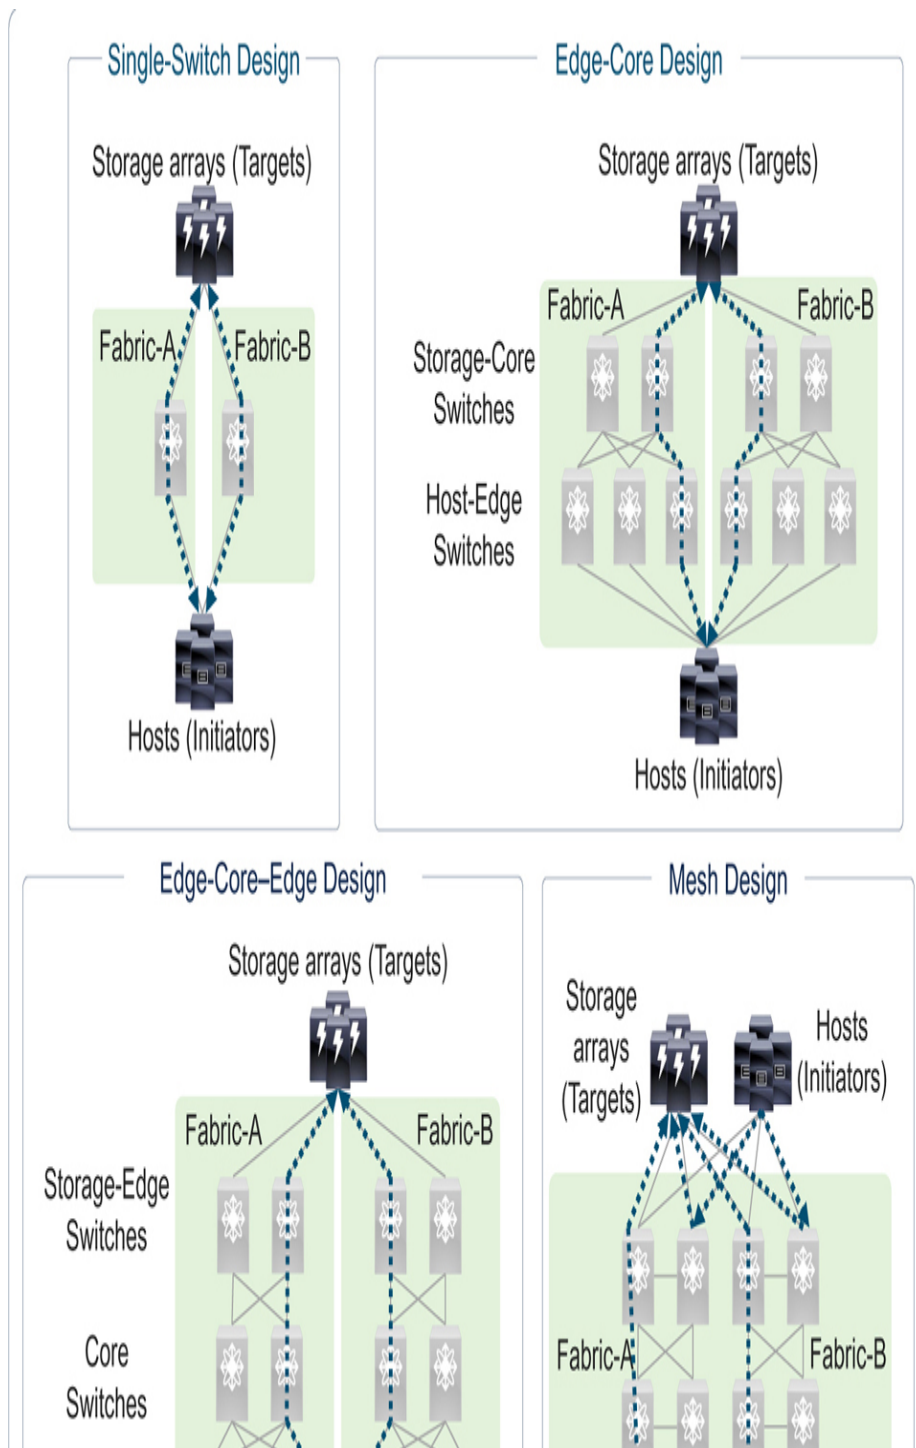 Single-Switch Design
Storage arrays (Targets)
Fabric-A
Fabric-B
Hosts (Initiators)
Edge-Core Design
Storage arrays (Targets)
Fabric-A
Fabric-B
Storage-Core
Switches
Host-Edge
Switches
Hosts (Initiators)
Edge-Core–Edge Design
Storage arrays (Targets)
Fabric-A
Fabric-B
Storage-Edge
Switches
Core
Switches
Mesh Design
Storage
arrays
(Targets)
Hosts
(Initiators)
Fabric-A
Fabric-B